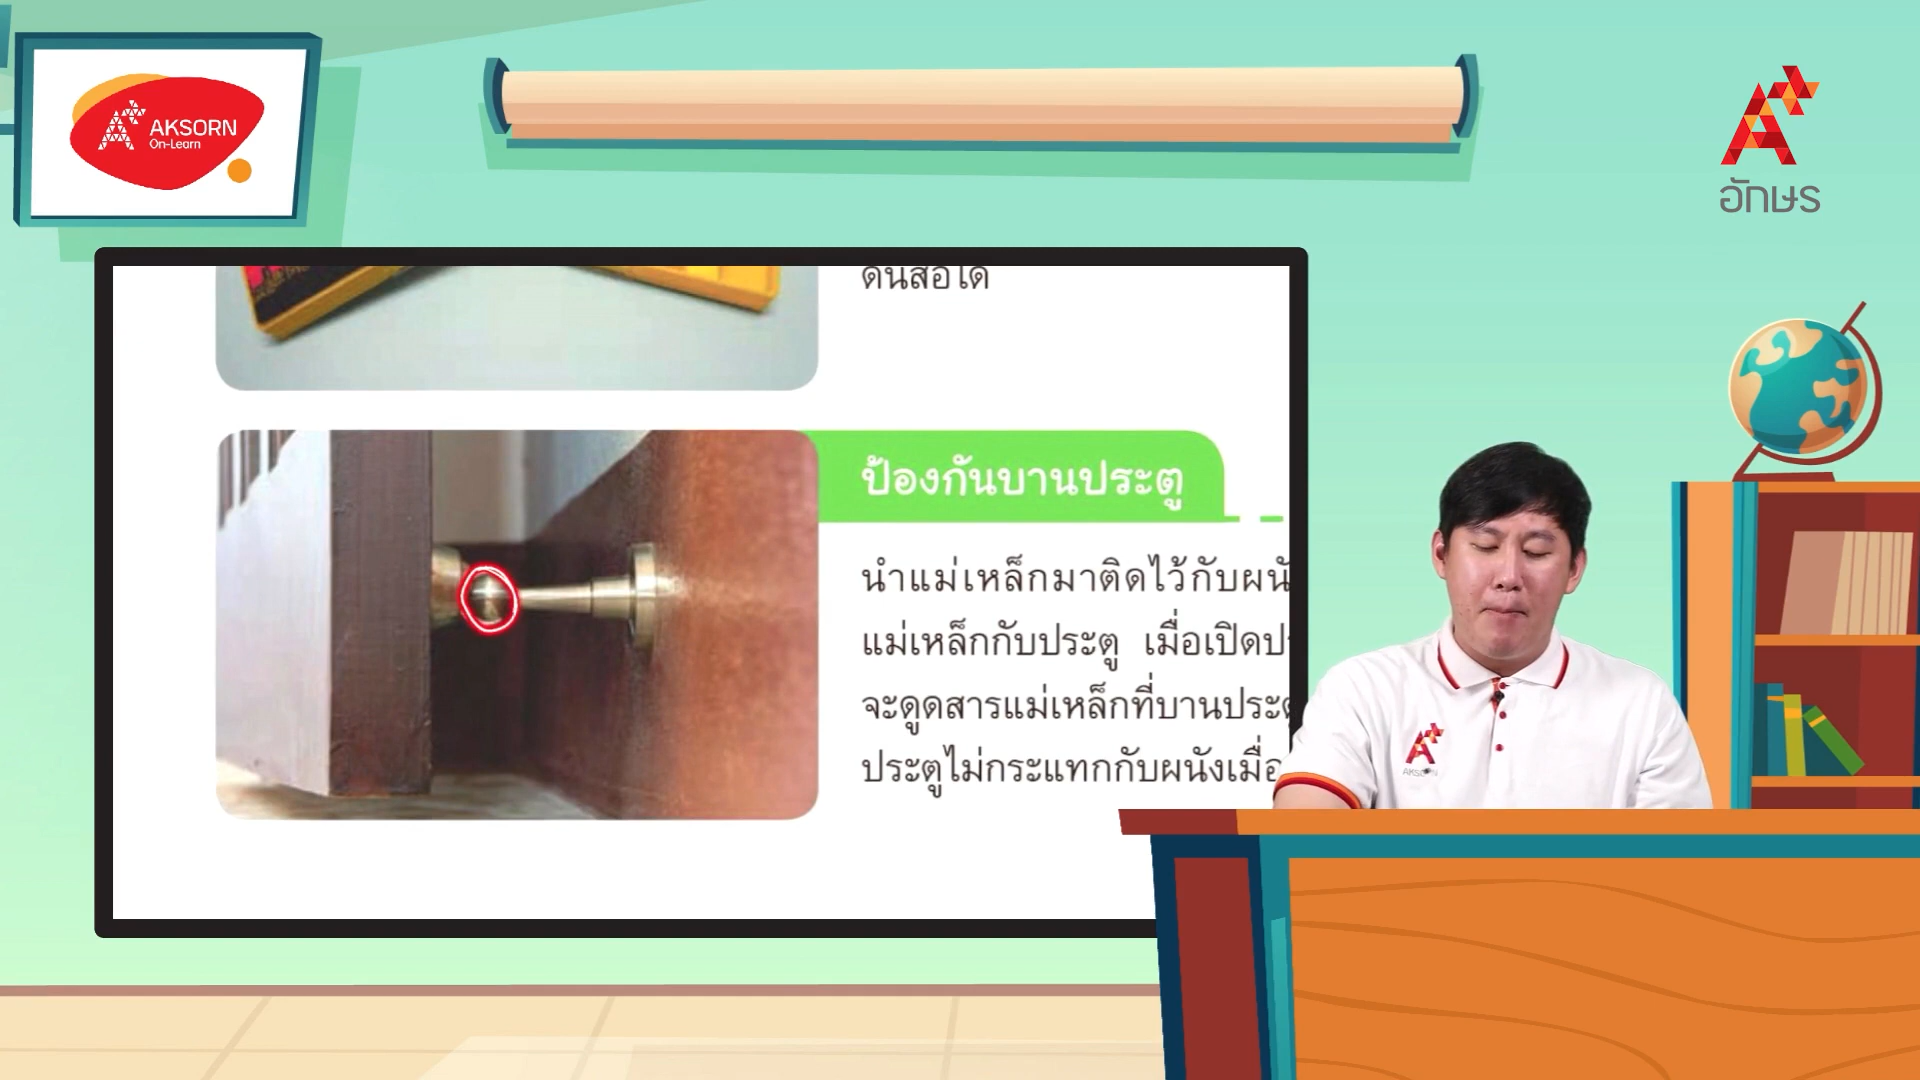 AKSORN
On-Learn
อักษร
ดินสอได้
ป้องกันบานประตู
นำแม่เหล็กมาติดไว้กับผนัง
แม่เหล็กกับประตู เมื่อเปิดป
จะดูดสารแม่เหล็กที่บานประต
ประตูไม่กระแทกกับผนังเมื่อ
AKSORN